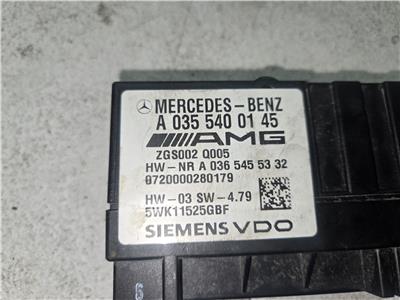 MERCEDES-BENZ
A 035 540 01 45
AMG
ZGS002 Q005
HW-NR A 036 545 53 32
0720000280179
HW-03 SW-4.79
5WK11525GBF
SIEMENS VDO